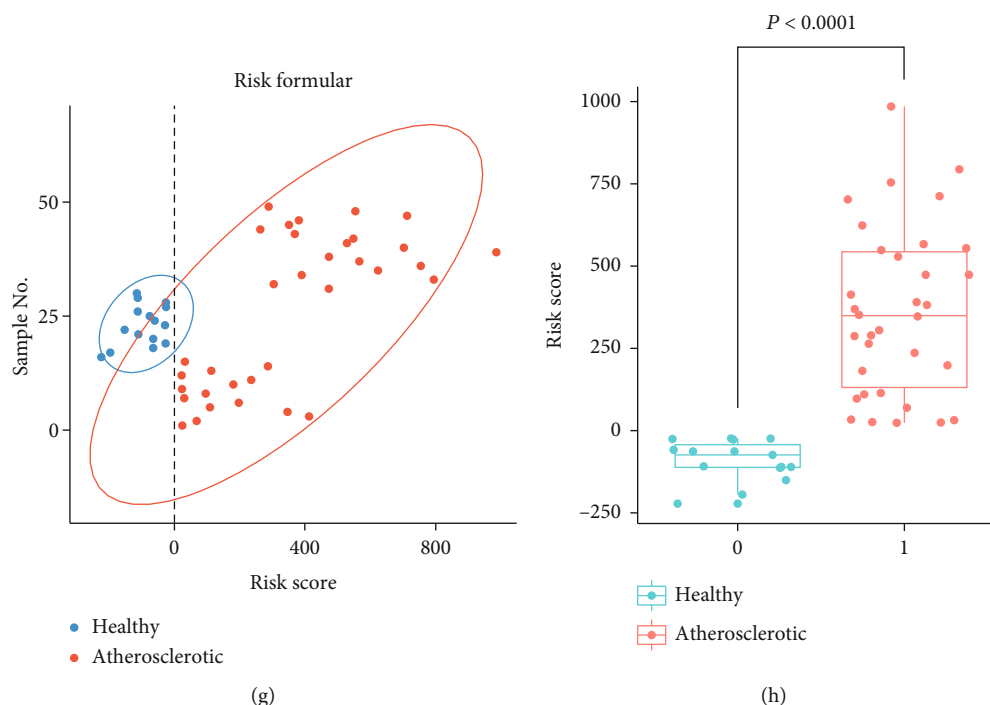 Risk formular
50
25
0
Sample No.
0 400 800
Risk score
Healthy
Atherosclerotic
(g)
P < 0.0001
1000
750
500
250
0
−250
Risk score
0 1
Healthy
Atherosclerotic
(h)